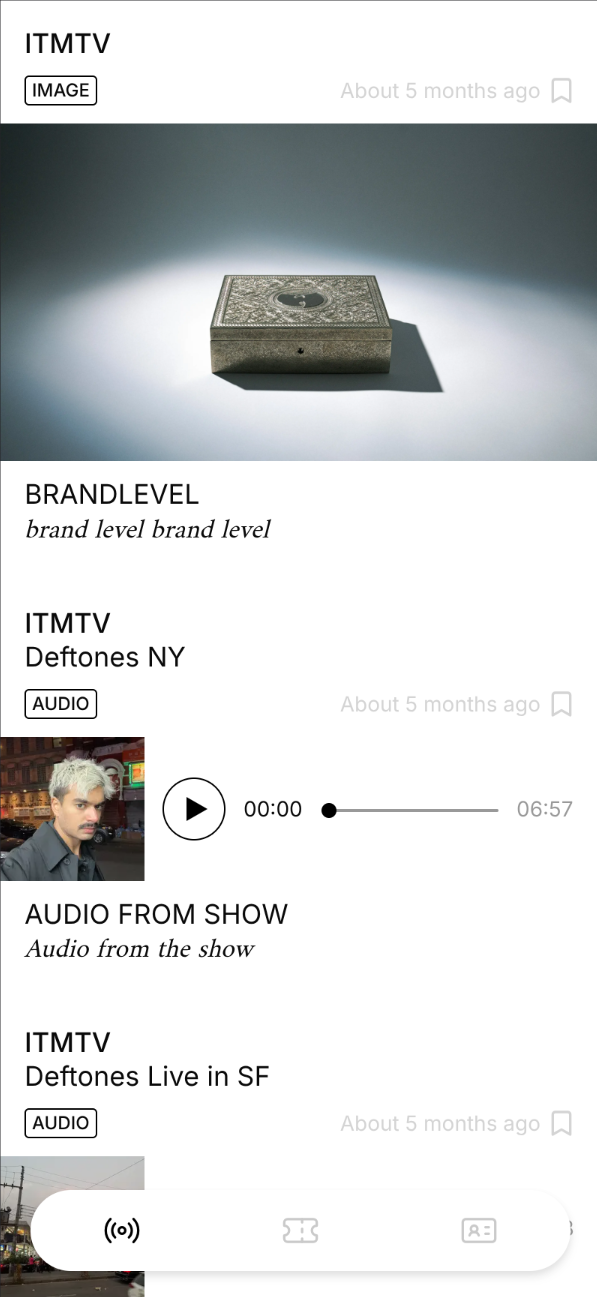 ITMTV
IMAGE
About 5 months ago
BRANDLEVEL
brand level brand level
ITMTV
Deftones NY
AUDIO
About 5 months ago
00:00
06:57
AUDIO FROM SHOW
Audio from the show
ITMTV
Deftones Live in SF
AUDIO
About 5 months ago